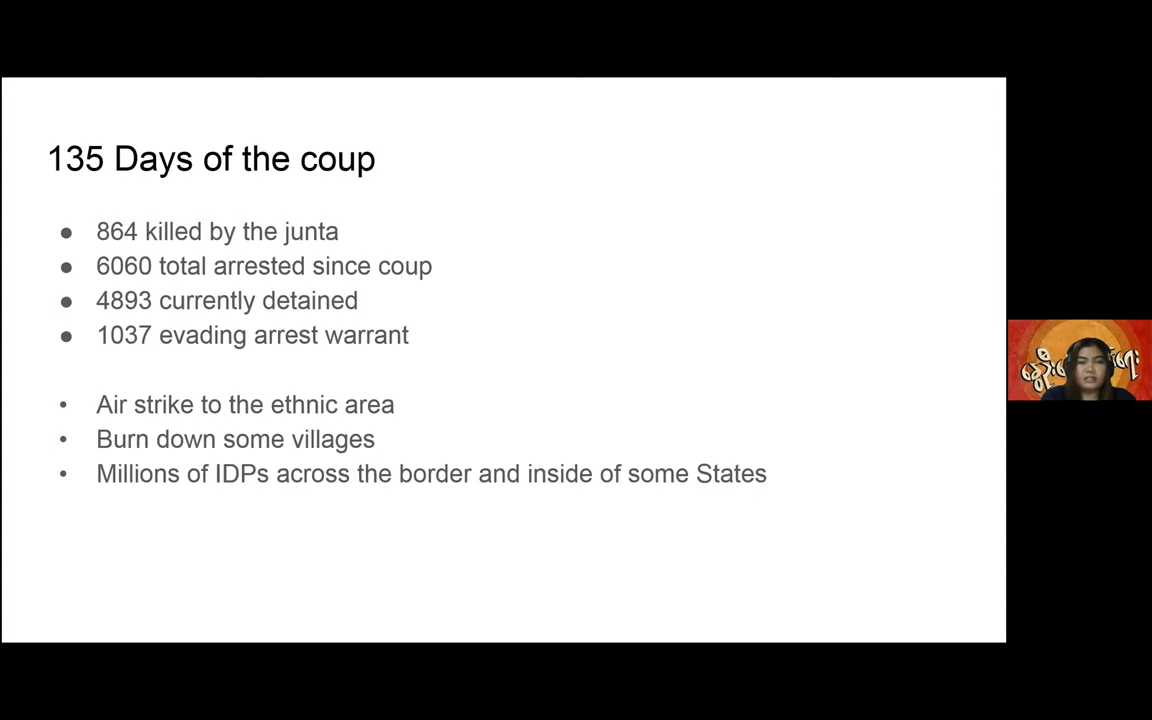 135 Days of the coup
● 864 killed by the junta
● 6060 total arrested since coup
● 4893 currently detained
● 1037 evading arrest warrant
• Air strike to the ethnic area
• Burn down some villages
• Millions of IDPs across the border and inside of some States